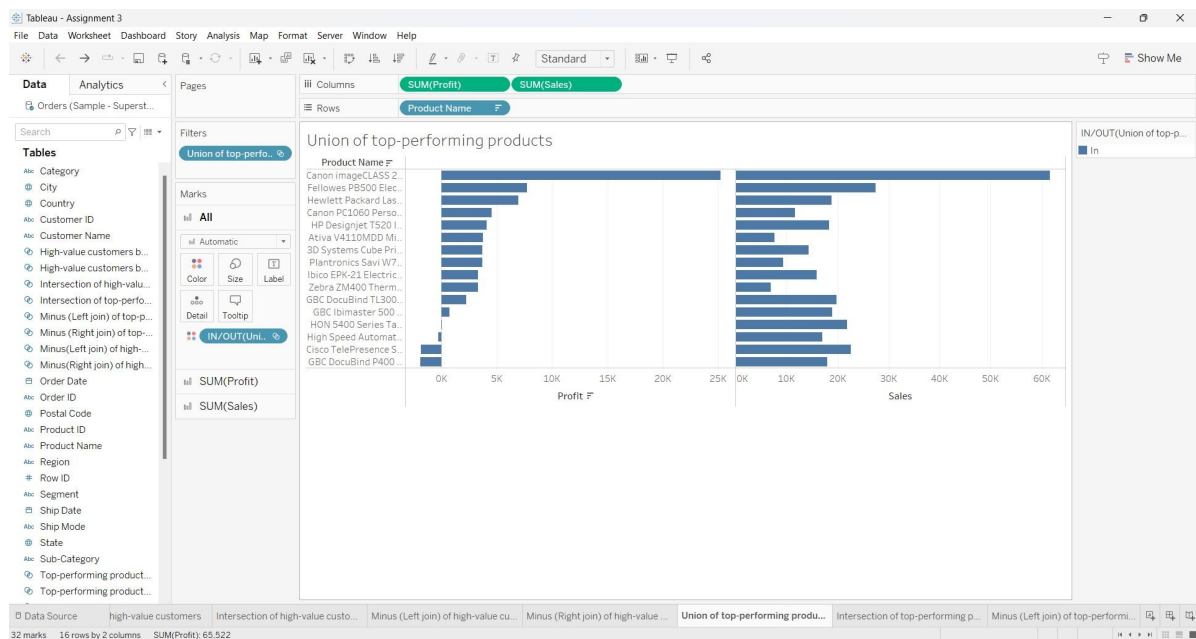 Tableau - Assignment 3
File Data Worksheet Dashboard Story Analysis Map Format Server Window Help
Standard
Show Me
Data Analytics
Orders (Sample - Superst...
Search
Tables
Abc Category
City
Country
Abc Customer ID
Abc Customer Name
High-value customers b...
High-value customers b...
Intersection of high-valu...
Intersection of top-perfo...
Minus (Left join) of top-p...
Minus (Right join) of top-...
Minus(Left join) of high-...
Minus(Right join) of high...
Order Date
Abc Order ID
Postal Code
Abc Product ID
Abc Product Name
Abc Region
# Row ID
Abc Segment
Ship Date
Abc Ship Mode
State
Abc Sub-Category
Top-performing product...
Top-performing product...
Pages
Filters
Union of top-perfo..
Marks
All
Automatic
Color Size Label
Detail Tooltip
IN/OUT(Uni..
SUM(Profit)
SUM(Sales)
Columns SUM(Profit) SUM(Sales)
Rows Product Name
Union of top-performing products
Product Name
Canon imageCLASS 2..
Fellowes PB500 Elec..
Hewlett Packard Las..
Canon PC1060 Perso..
HP Designjet T520 I..
Ativa V4110MDD Mi..
3D Systems Cube Pri..
Plantronics Savi W7..
Ibico EPK-21 Electric..
Zebra ZM400 Therm..
GBC DocuBind TL300..
GBC Ibimaster 500 ..
HON 5400 Series Ta..
High Speed Automat..
Cisco TelePresence S..
GBC DocuBind P400 ..
0K 5K 10K 15K 20K 25K 0K 10K 20K 30K 40K 50K 60K
Profit Sales
IN/OUT(Union of top-p...
In
Data Source high-value customers Intersection of high-value custo... Minus (Left join) of high-value cu... Minus (Right join) of high-value ... Union of top-performing produ... Intersection of top-performing p... Minus (Left join) of top-performi...
32 marks 16 rows by 2 columns SUM(Profit): 65,522